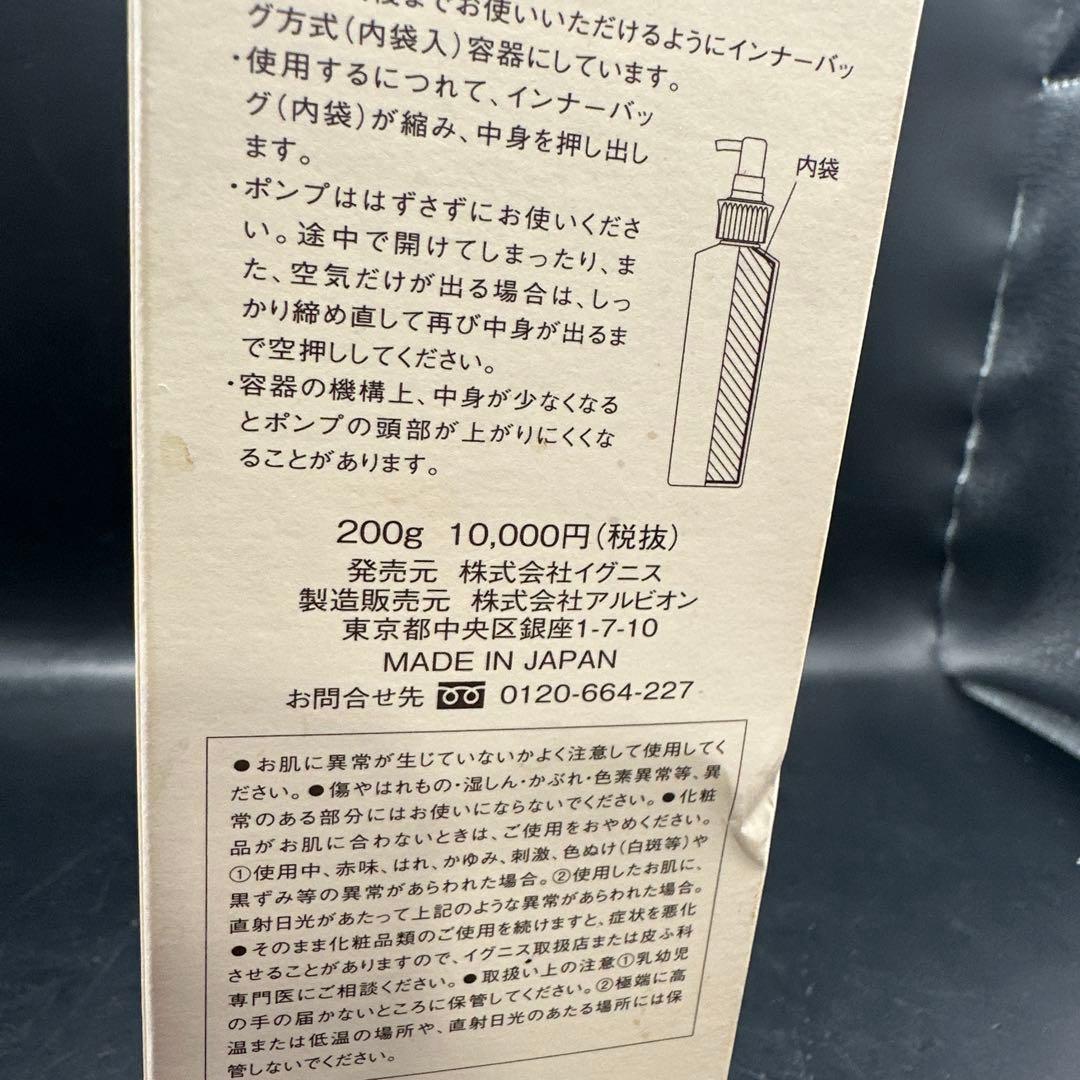 までお使いいただけるようにインナーバッ
グ方式(内袋入)容器にしています。
・使用するにつれて、インナーバッ
グ(内袋)が縮み、中身を押し出し
ます。
・ポンプははずさずにお使いくださ
い。途中で開けてしまったり、ま
た、空気だけが出る場合は、しっ
かり締め直して再び中身が出るま
で空押ししてください。
・容器の機構上、中身が少なくなる
とポンプの頭部が上がりにくくな
ることがあります。
内袋
200g 10,000円(税抜)
発売元 株式会社イグニス
製造販売元 株式会社アルビオン
東京都中央区銀座1-7-10
MADE IN JAPAN
お問合せ先 0120-664-227
●お肌に異常が生じていないかよく注意して使用してく
ださい。●傷やはれもの・湿しん・かぶれ・色素異常等、異
常のある部分にはお使いにならないでください。●化粧
品がお肌に合わないときは、ご使用をおやめください。
①使用中、赤味、はれ、かゆみ、刺激、色ぬけ(白斑等)や
黒ずみ等の異常があらわれた場合。②使用したお肌に、
直射日光があたって上記のような異常があらわれた場合。
●そのまま化粧品類のご使用を続けますと、症状を悪化
させることがありますので、イグニス取扱店または皮ふ科
専門医にご相談ください。●取扱い上の注意①乳幼児
の手の届かないところに保管してください。②極端に高
温または低温の場所や、直射日光のあたる場所には保
管しないでください。